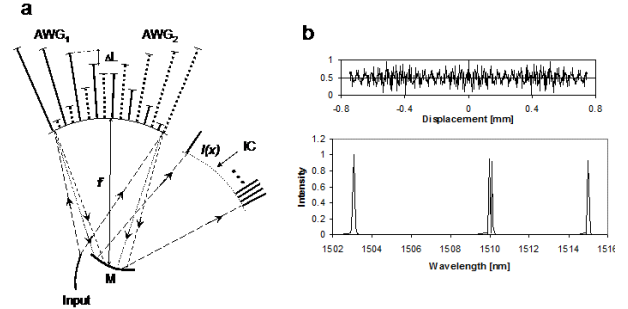 a
AWG1
AWG2
ΔL
f
I(x)
IC
M
Input
b
1
0.5
0
-0.8
-0.4
0
0.4
0.8
Displacement [mm]
1.2
1
0.8
0.6
0.4
0.2
0
Intensity
1502
1504
1506
1508
1510
1512
1514
1516
Wavelength [nm]